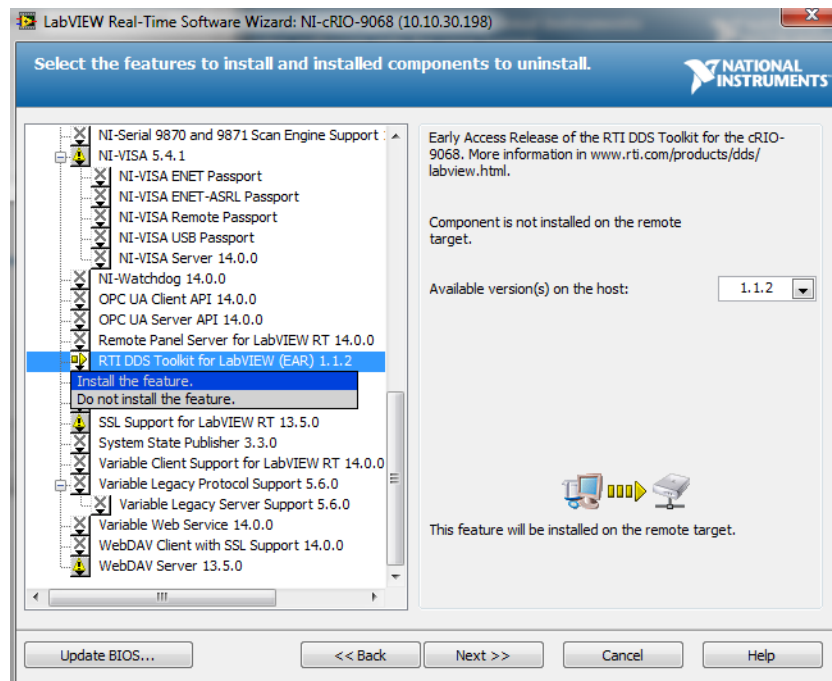 LabVIEW Real-Time Software Wizard: NI-cRIO-9068 (10.10.30.198)
Select the features to install and installed components to uninstall.
NATIONAL
INSTRUMENTS
NI-Serial 9870 and 9871 Scan Engine Support
NI-VISA 5.4.1
NI-VISA ENET Passport
NI-VISA ENET-ASRL Passport
NI-VISA Remote Passport
NI-VISA USB Passport
NI-VISA Server 14.0.0
NI-Watchdog 14.0.0
OPC UA Client API 14.0.0
OPC UA Server API 14.0.0
Remote Panel Server for LabVIEW RT 14.0.0
RTI DDS Toolkit for LabVIEW (EAR) 1.1.2
Install the feature.
Do not install the feature.
SSL Support for LabVIEW RT 13.5.0
System State Publisher 3.3.0
Variable Client Support for LabVIEW RT 14.0.0
Variable Legacy Protocol Support 5.6.0
Variable Legacy Server Support 5.6.0
Variable Web Service 14.0.0
WebDAV Client with SSL Support 14.0.0
WebDAV Server 13.5.0
Early Access Release of the RTI DDS Toolkit for the cRIO-
9068. More information in www.rti.com/products/dds/
labview.html.
Component is not installed on the remote
target.
Available version(s) on the host: 1.1.2
This feature will be installed on the remote target.
Update BIOS... << Back Next >> Cancel Help